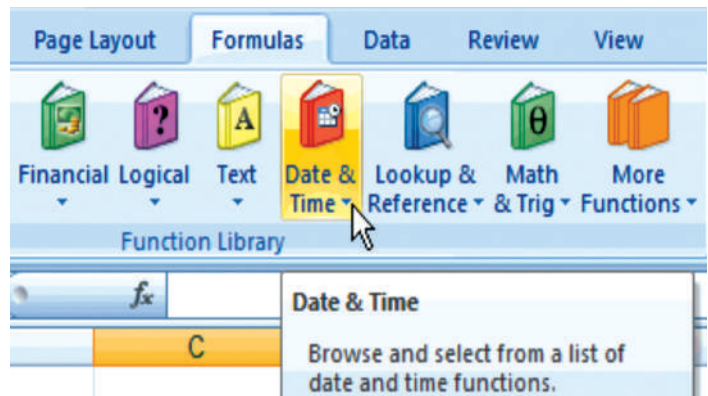 Page Layout Formulas Data Review View
? A θ
Financial Logical Text Date & Time Lookup & Reference Math & Trig More Functions
Function Library
fx
C
Date & Time
Browse and select from a list of
date and time functions.